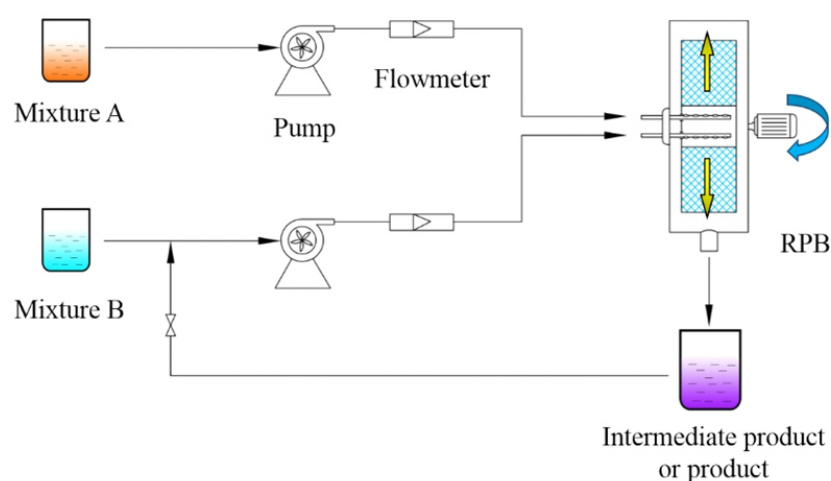 Mixture A
Flowmeter
Pump
RPB
Mixture B
Intermediate product
or product